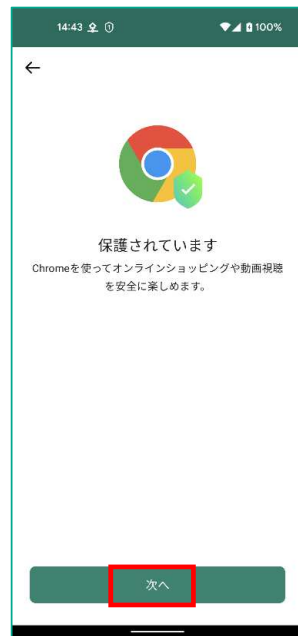 14:43
100%
保護されています
Chromeを使ってオンラインショッピングや動画視聴
を安全に楽しめます。
次へ